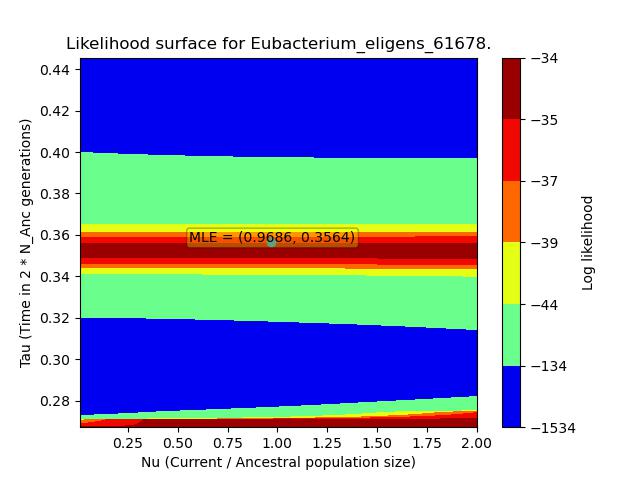 Likelihood surface for Eubacterium_eligens_61678.
0.44
0.42
0.40
0.38
0.36
0.34
0.32
0.30
0.28
Tau (Time in 2 * N_Anc generations)
MLE = (0.9686, 0.3564)
0.25 0.50 0.75 1.00 1.25 1.50 1.75 2.00
Nu (Current / Ancestral population size)
−34
−35
−37
−39
−44
−134
−1534
Log likelihood